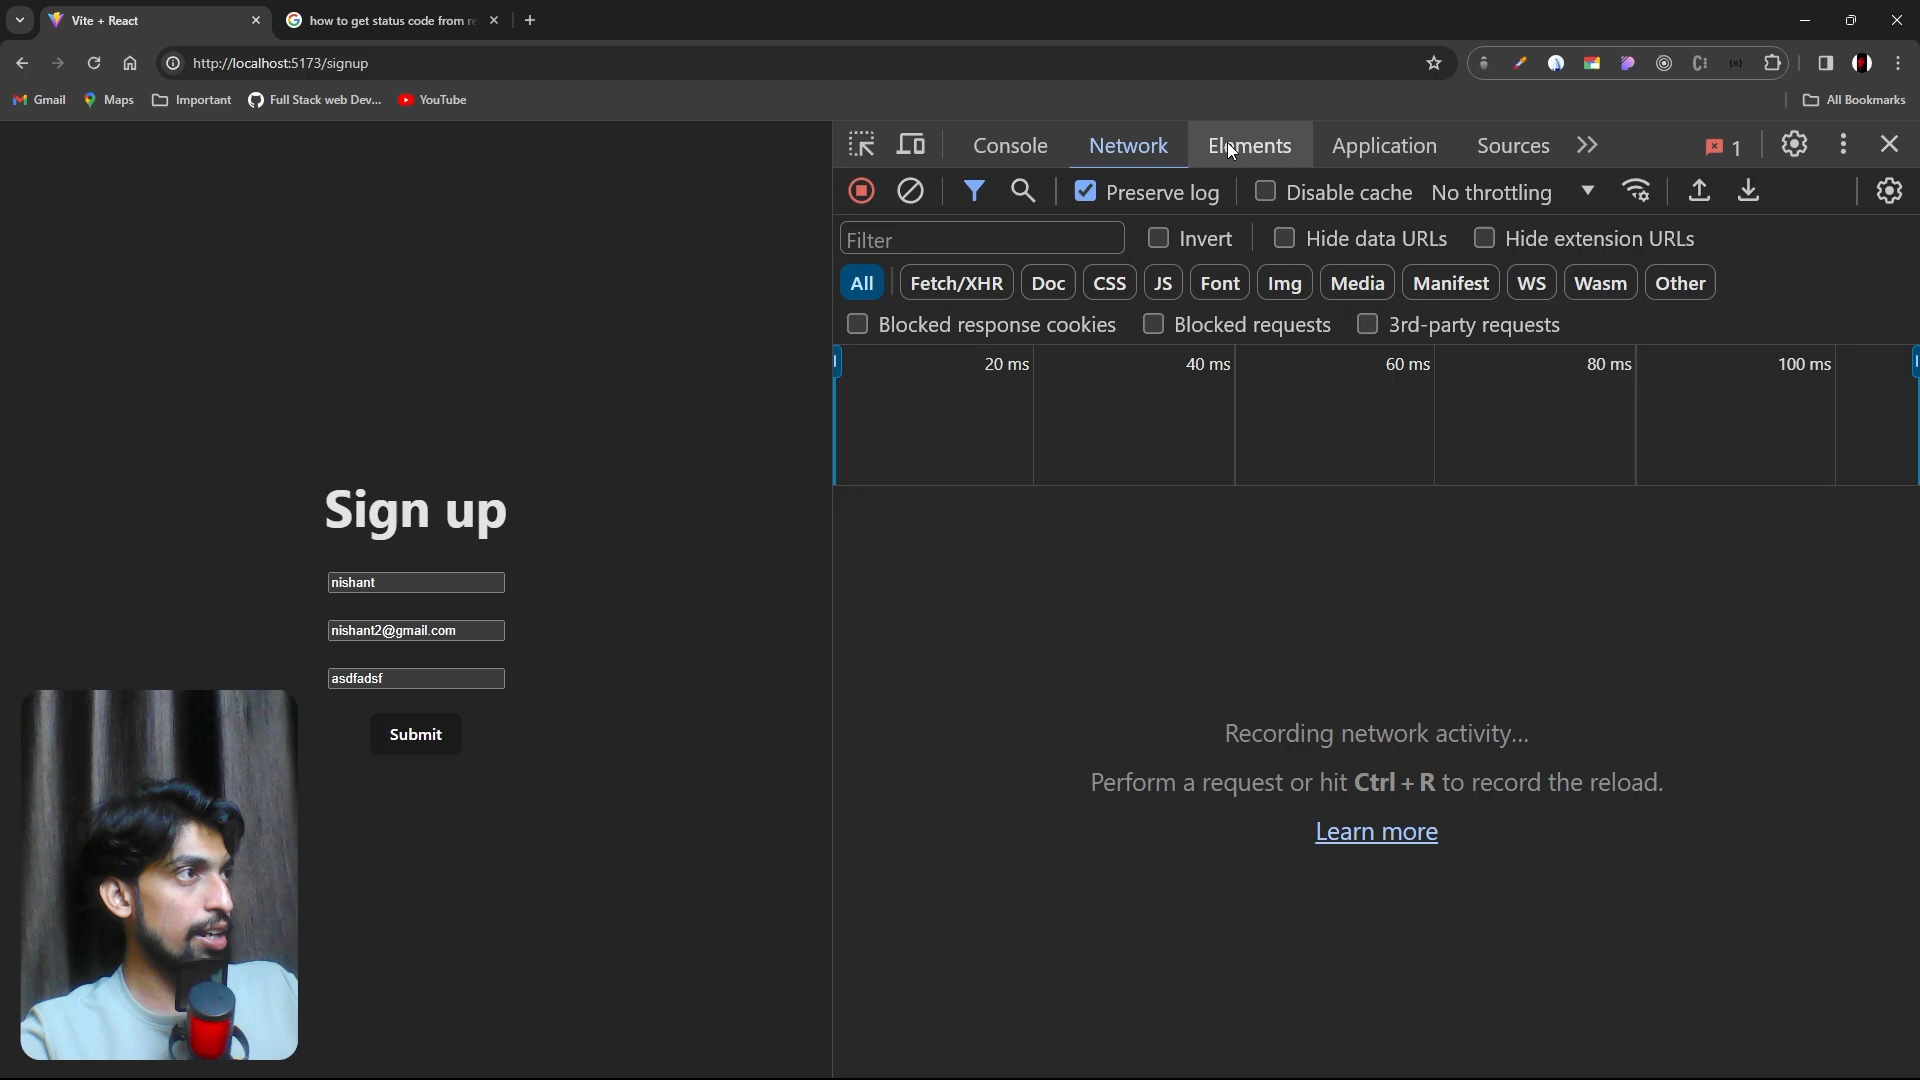 Vite + React
how to get status code from re
http://localhost:5173/signup
Gmail
Maps
Important
Full Stack web Dev...
YouTube
All Bookmarks
Console
Network
Elements
Application
Sources
1
Preserve log
Disable cache
No throttling
Filter
Invert
Hide data URLs
Hide extension URLs
All
Fetch/XHR
Doc
CSS
JS
Font
Img
Media
Manifest
WS
Wasm
Other
Blocked response cookies
Blocked requests
3rd-party requests
20 ms
40 ms
60 ms
80 ms
100 ms
Sign up
nishant
nishant2@gmail.com
asdfadsf
Submit
Recording network activity...
Perform a request or hit Ctrl + R to record the reload.
Learn more